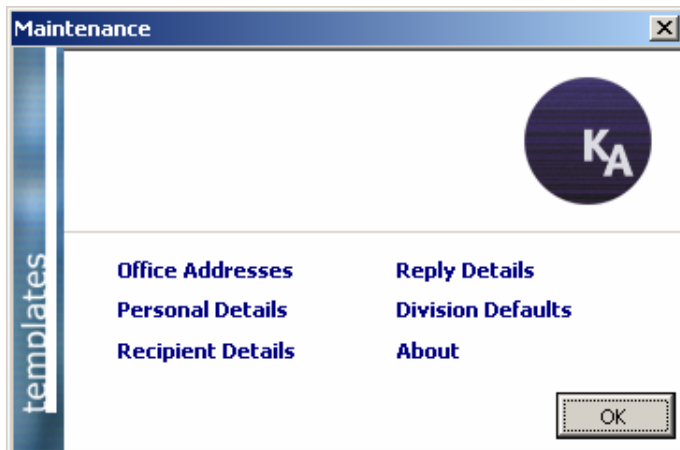 Maintenance
KA
templates
Office Addresses
Reply Details
Personal Details
Division Defaults
Recipient Details
About
OK